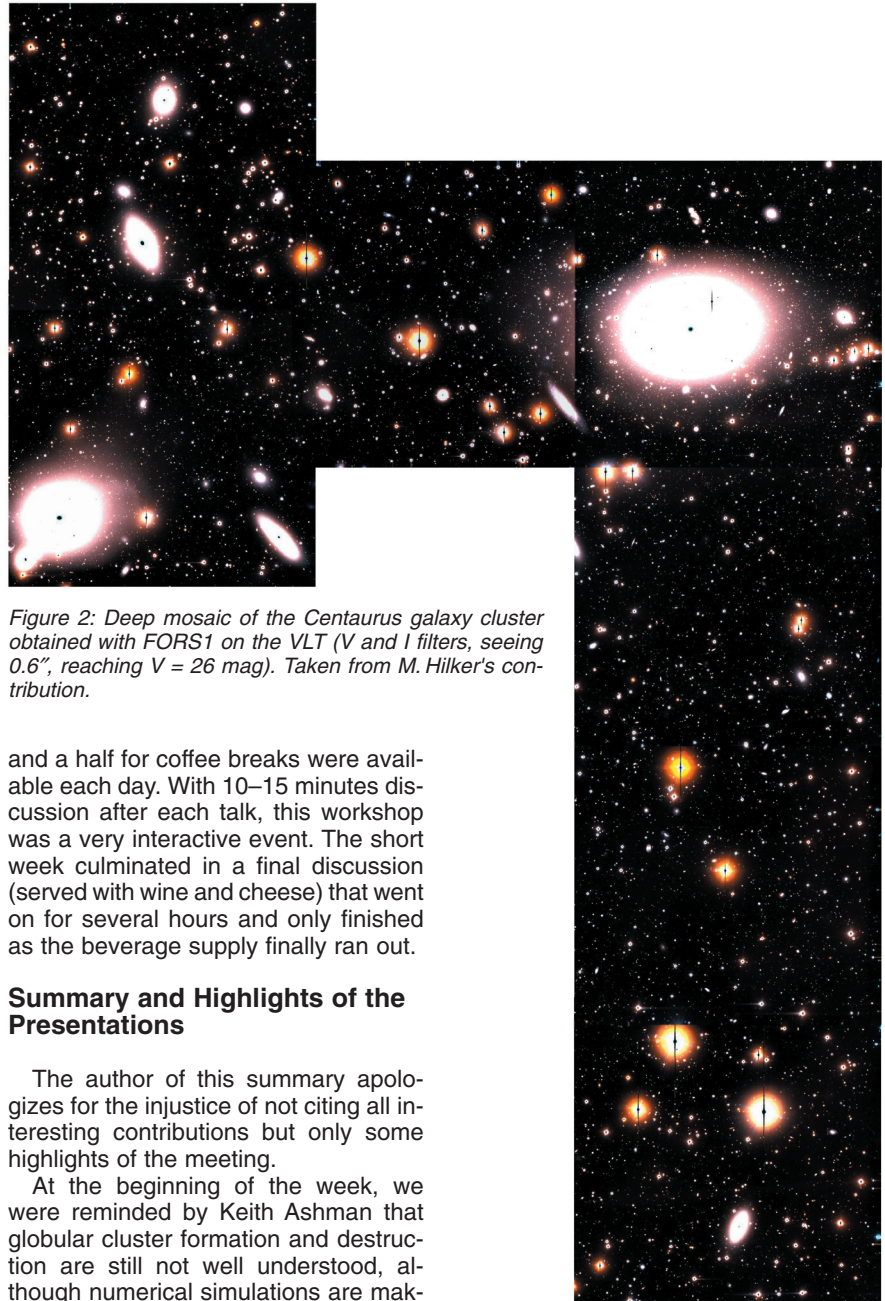 Figure 2: Deep mosaic of the Centaurus galaxy cluster
obtained with FORS1 on the VLT (V and I filters, seeing
0.6″, reaching V = 26 mag). Taken from M. Hilker's con-
tribution.
and a half for coffee breaks were avail-
able each day. With 10–15 minutes dis-
cussion after each talk, this workshop
was a very interactive event. The short
week culminated in a final discussion
(served with wine and cheese) that went
on for several hours and only finished
as the beverage supply finally ran out.
Summary and Highlights of the
Presentations
The author of this summary apolo-
gizes for the injustice of not citing all in-
teresting contributions but only some
highlights of the meeting.
At the beginning of the week, we
were reminded by Keith Ashman that
globular cluster formation and destruc-
tion are still not well understood, al-
though numerical simulations are mak-